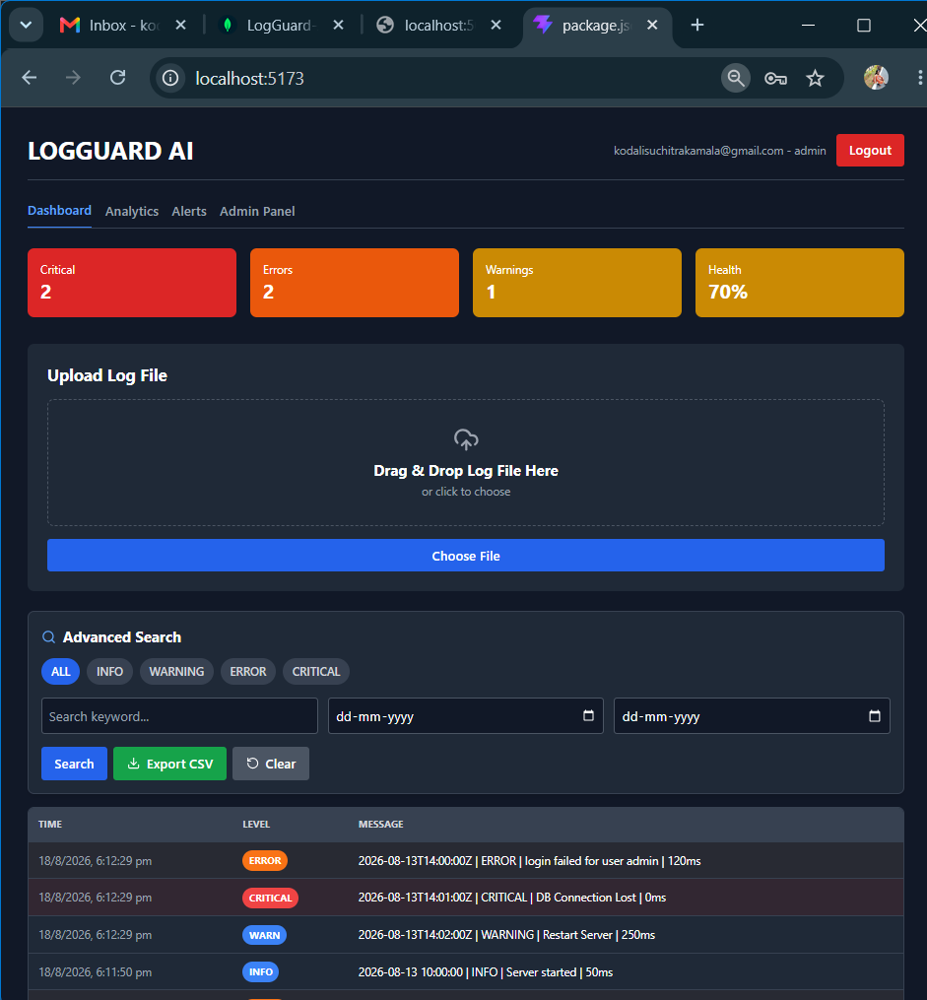 Inbox - ko
LogGuard-
localhost:5
package.js
localhost:5173
LOGGUARD AI
kodalisuchitrakamala@gmail.com - admin
Logout
Dashboard Analytics Alerts Admin Panel
Critical
2
Errors
2
Warnings
1
Health
70%
Upload Log File
Drag & Drop Log File Here
or click to choose
Choose File
Advanced Search
ALL INFO WARNING ERROR CRITICAL
Search keyword... dd-mm-yyyy dd-mm-yyyy
Search Export CSV Clear
TIME LEVEL MESSAGE
18/8/2026, 6:12:29 pm ERROR 2026-08-13T14:00:00Z | ERROR | login failed for user admin | 120ms
18/8/2026, 6:12:29 pm CRITICAL 2026-08-13T14:01:00Z | CRITICAL | DB Connection Lost | 0ms
18/8/2026, 6:12:29 pm WARN 2026-08-13T14:02:00Z | WARNING | Restart Server | 250ms
18/8/2026, 6:11:50 pm INFO 2026-08-13 10:00:00 | INFO | Server started | 50ms